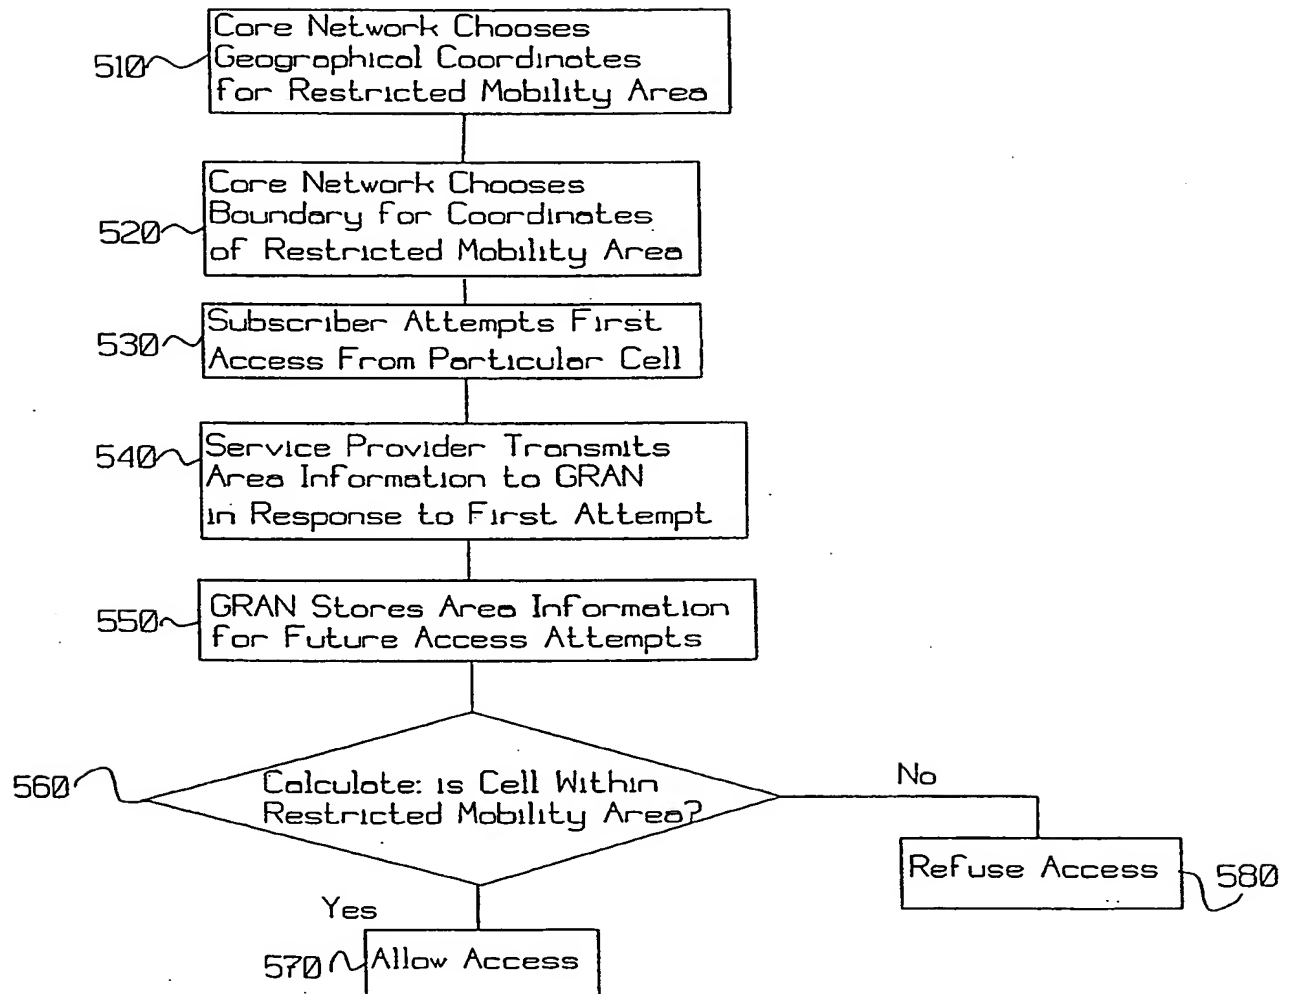 Core Network Chooses
510 Geographical Coordinates
for Restricted Mobility Area
Core Network Chooses
520 Boundary for Coordinates
of Restricted Mobility Area
Subscriber Attempts First
530 Access From Particular Cell
Service Provider Transmits
540 Area Information to GRAN
in Response to First Attempt
GRAN Stores Area Information
550 for Future Access Attempts
560 Calculate: is Cell Within
Restricted Mobility Area?
No
Refuse Access 580
Yes
570 Allow Access